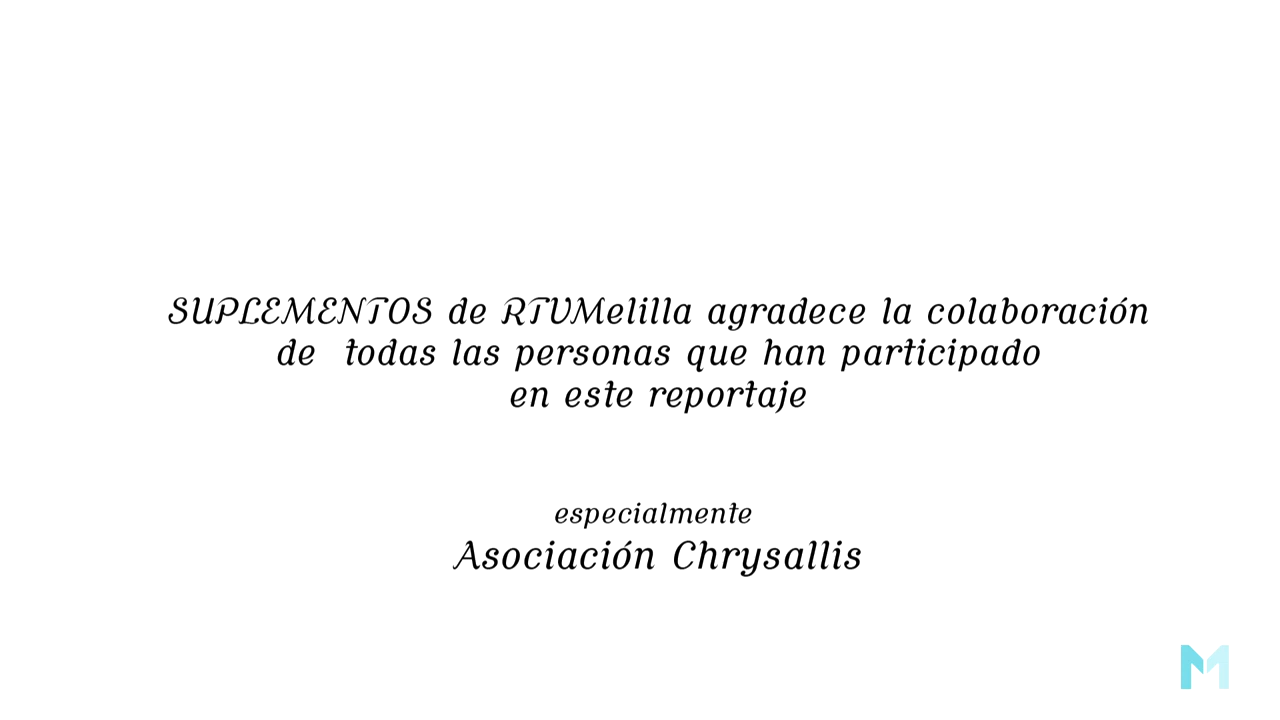 SUPLEMENTOS de RTVMelilla agradece la colaboración
de todas las personas que han participado
en este reportaje
especialmente
Asociación Chrysallis
M